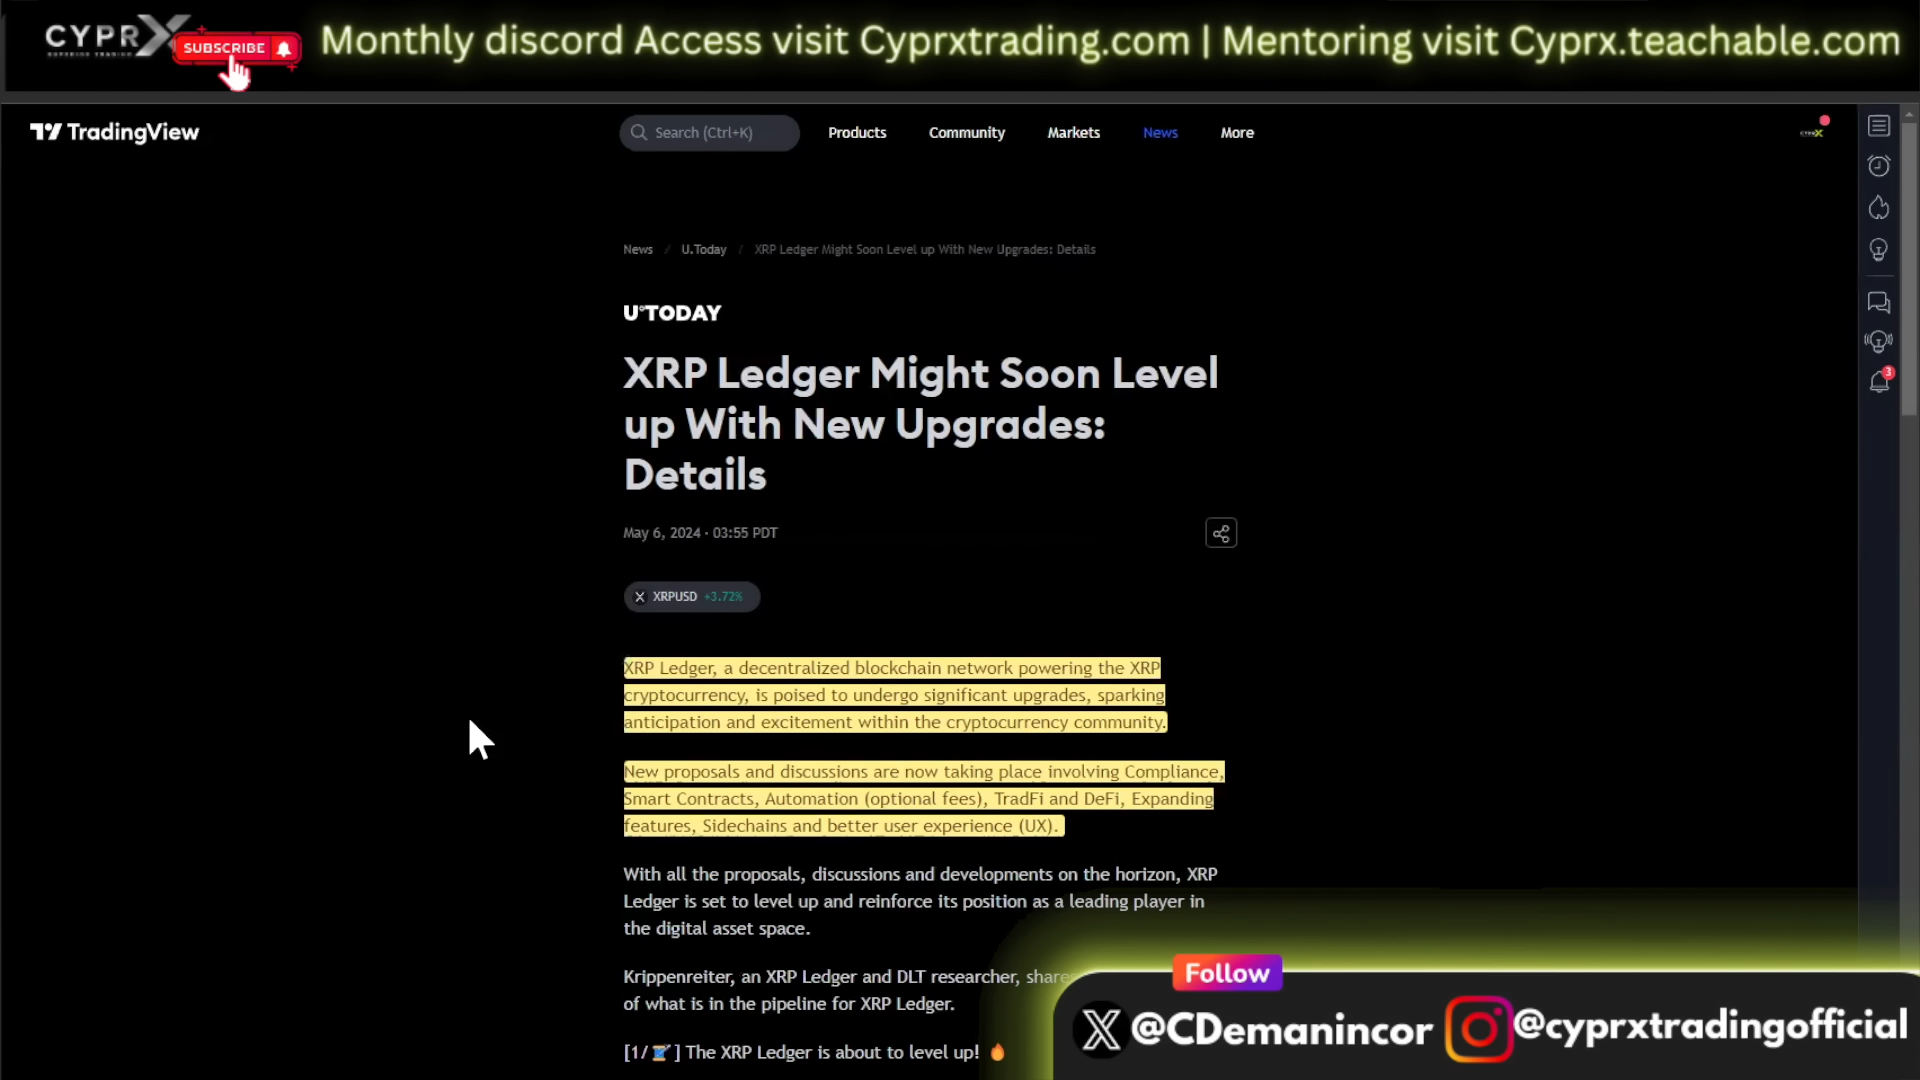 CYPRX
SUBSCRIBE
Monthly discord Access visit Cyprxtrading.com | Mentoring visit Cyprx.teachable.com
TradingView
Search (Ctrl+K)
Products
Community
Markets
News
More
3
News / U.Today / XRP Ledger Might Soon Level up With New Upgrades: Details
U°TODAY
XRP Ledger Might Soon Level
up With New Upgrades:
Details
May 6, 2024 · 03:55 PDT
XRPUSD +3.72%
XRP Ledger, a decentralized blockchain network powering the XRP
cryptocurrency, is poised to undergo significant upgrades, sparking
anticipation and excitement within the cryptocurrency community.
New proposals and discussions are now taking place involving Compliance,
Smart Contracts, Automation (optional fees), TradFi and DeFi, Expanding
features, Sidechains and better user experience (UX).
With all the proposals, discussions and developments on the horizon, XRP
Ledger is set to level up and reinforce its position as a leading player in
the digital asset space.
Krippenreiter, an XRP Ledger and DLT researcher,
of what is in the pipeline for XRP Ledger.
[1/🧵] The XRP Ledger is about to level up! 🔥
Follow
@CDemanincor
@cyprxtradingofficial